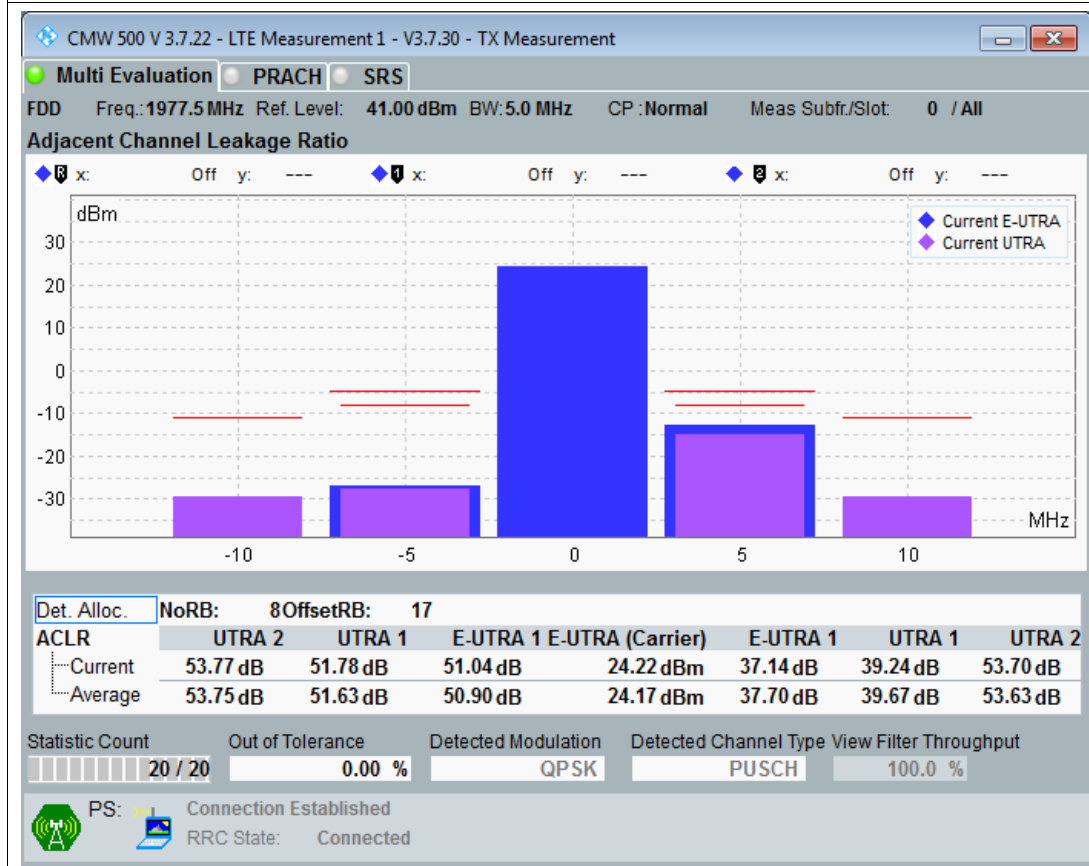 CMW 500 V 3.7.22 - LTE Measurement 1 - V3.7.30 - TX Measurement
Multi Evaluation PRACH SRS
FDD Freq.: 1977.5 MHz Ref. Level: 41.00 dBm BW: 5.0 MHz CP : Normal Meas Subfr./Slot: 0 / All
Adjacent Channel Leakage Ratio
R x: Off y: --- 1 x: Off y: --- 2 x: Off y: ---
dBm
Current E-UTRA
Current UTRA
30
20
10
0
-10
-20
-30
MHz
-10 -5 0 5 10
Det. Alloc. NoRB: 8 OffsetRB: 17
ACLR UTRA 2 UTRA 1 E-UTRA 1 E-UTRA (Carrier) E-UTRA 1 UTRA 1 UTRA 2
Current 53.77 dB 51.78 dB 51.04 dB 24.22 dBm 37.14 dB 39.24 dB 53.70 dB
Average 53.75 dB 51.63 dB 50.90 dB 24.17 dBm 37.70 dB 39.67 dB 53.63 dB
Statistic Count Out of Tolerance Detected Modulation Detected Channel Type View Filter Throughput
20 / 20 0.00 % QPSK PUSCH 100.0 %
PS: Connection Established
RRC State: Connected